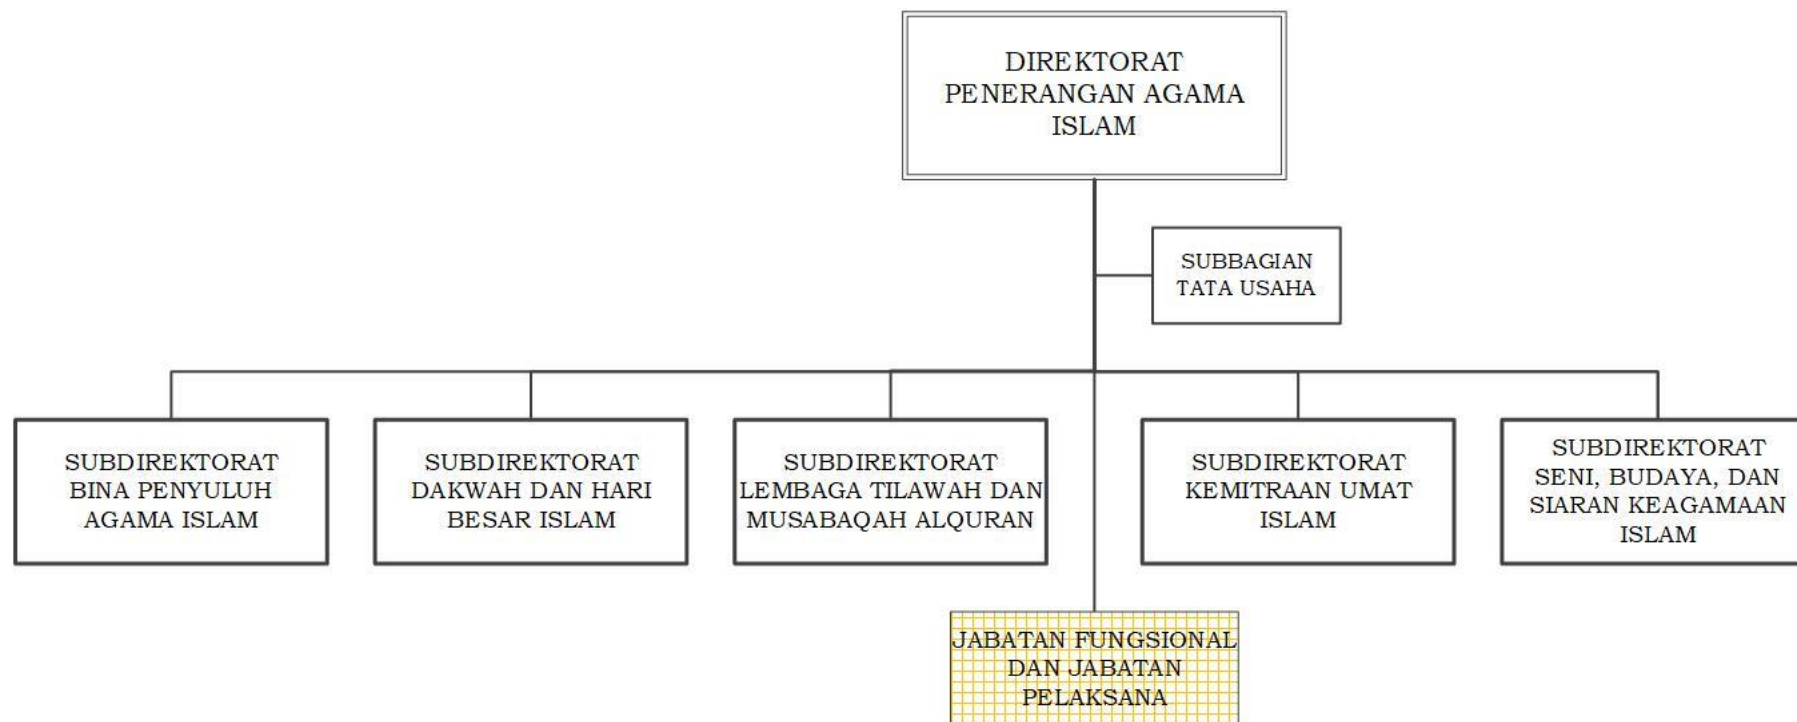 DIREKTORAT
PENERANGAN AGAMA
ISLAM
SUBBAGIAN
TATA USAHA
SUBDIREKTORAT
BINA PENYULUH
AGAMA ISLAM
SUBDIREKTORAT
DAKWAH DAN HARI
BESAR ISLAM
SUBDIREKTORAT
LEMBAGA TILAWAH DAN
MUSABAQAH ALQURAN
SUBDIREKTORAT
KEMITRAAN UMAT
ISLAM
SUBDIREKTORAT
SENI, BUDAYA, DAN
SIARAN KEAGAMAAN
ISLAM
JABATAN FUNGSIONAL
DAN JABATAN
PELAKSANA